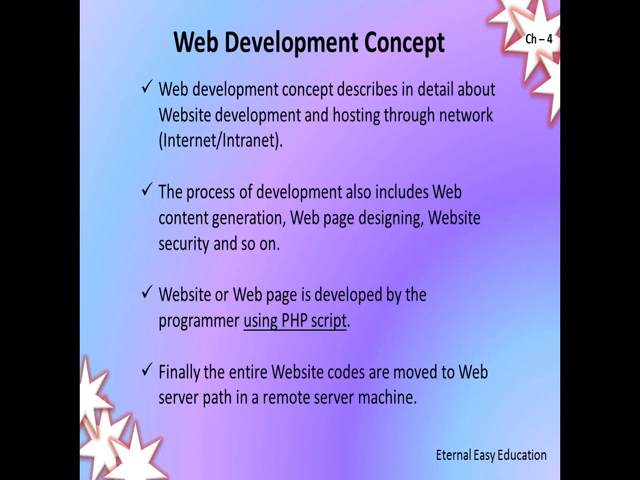 Web Development Concept
Ch – 4
✓ Web development concept describes in detail about
Website development and hosting through network
(Internet/Intranet).
✓ The process of development also includes Web
content generation, Web page designing, Website
security and so on.
✓ Website or Web page is developed by the
programmer using PHP script.
✓ Finally the entire Website codes are moved to Web
server path in a remote server machine.
Eternal Easy Education